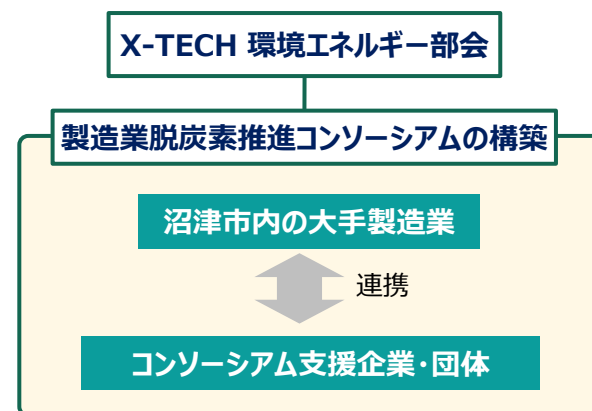 X-TECH 環境エネルギー部会
製造業脱炭素推進コンソーシアムの構築
沼津市内の大手製造業
連携
コンソーシアム支援企業・団体